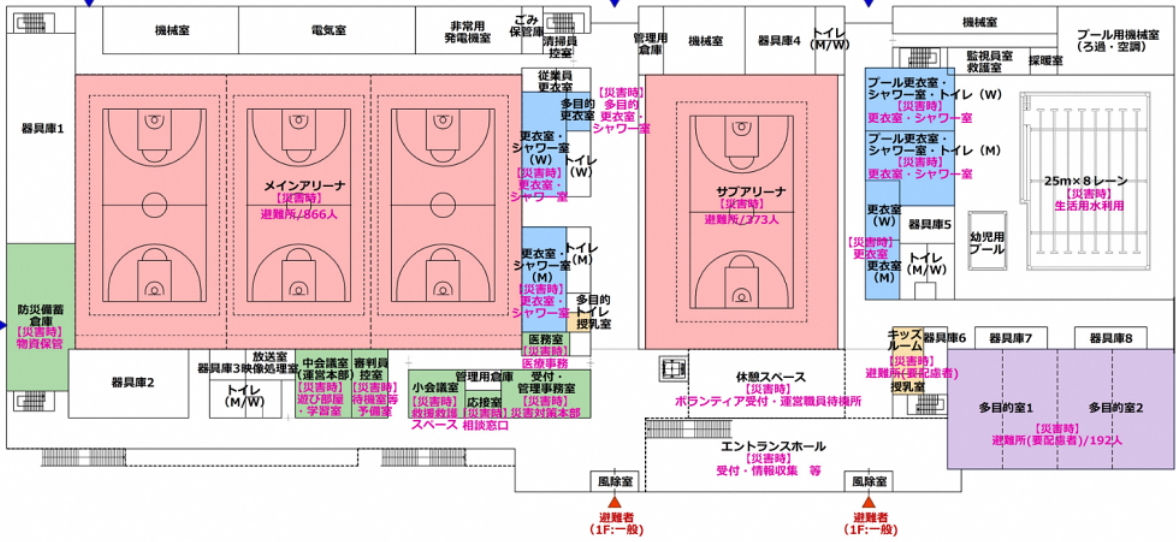 機械室
電気室
非常用
発電機室
ごみ
保管庫
清掃員
控室
管理用
倉庫
機械室
器具庫4
トイレ
(M/W)
機械室
監視員室
救護室
採暖室
プール用機械室
（ろ過・空調）
器具庫1
従業員
更衣室
多目的
更衣室
【災害時】
多目的
更衣室・
シャワー室
更衣室・
シャワー室
(W)
【災害時】
更衣室・
シャワー室
トイレ
(W)
メインアリーナ
【災害時】
避難所/866人
サブアリーナ
【災害時】
避難所/373人
プール更衣室・
シャワー室・トイレ（W）
【災害時】
更衣室・シャワー室
プール更衣室・
シャワー室・トイレ（M）
【災害時】
更衣室・シャワー室
25m×8レーン
【災害時】
生活用水利用
更衣室
(W)
【災害時】
更衣室
更衣室
(M)
器具庫5
トイレ
(M/W)
幼児用
プール
更衣室・
シャワー室
(M)
【災害時】
更衣室・
シャワー室
トイレ
(M)
多目的
トイレ
授乳室
防災備蓄
倉庫
【災害時】
物資保管
医務室
【災害時】
医療事務
器具庫2
器具庫3
放送室
映像処理室
トイレ
(M/W)
中会議室
(運営本部)
【災害時】
遊び部屋
・学習室
審判員
控室
【災害時】
待機室等
予備室
管理用倉庫
小会議室
【災害時】
救援救護
スペース
応接室
【災害時】
相談窓口
受付・
管理事務室
【災害時】
災害対策本部
休憩スペース
【災害時】
ボランティア受付・運営職員待機所
キッズ
ルーム
【災害時】
避難所(要配慮者)
授乳室
器具庫6
器具庫7
器具庫8
多目的室1
多目的室2
【災害時】
避難所(要配慮者)/192人
エントランスホール
【災害時】
受付・情報収集　等
風除室
風除室
避難者
（1F:一般）
避難者
（1F:一般）